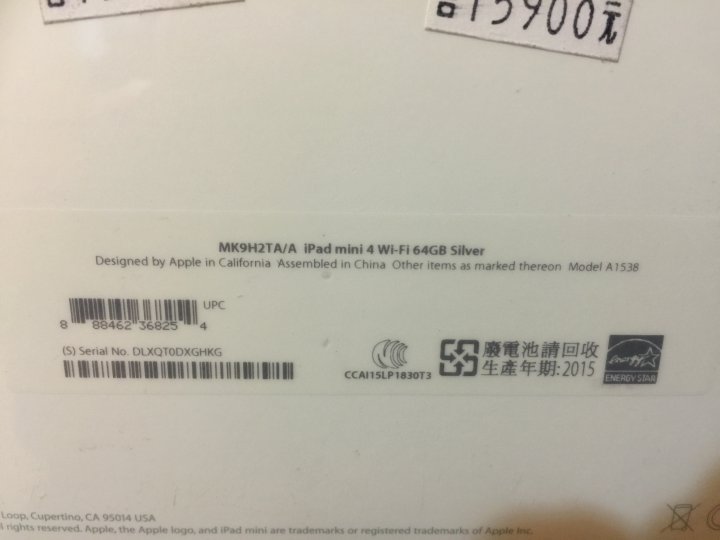 15900元
MK9H2TA/A iPad mini 4 Wi-Fi 64GB Silver
Designed by Apple in California Assembled in China Other items as marked thereon Model A1538
UPC
8 88462 36825 4
(S) Serial No. DLXQT0DXGHKG
CCAI15LP1830T3
廢電池請回收
生產年期:2015
energy
ENERGY STAR
Loop, Cupertino, CA 95014 USA
rights reserved. Apple, the Apple logo, and iPad mini are trademarks or registered trademarks of Apple Inc.